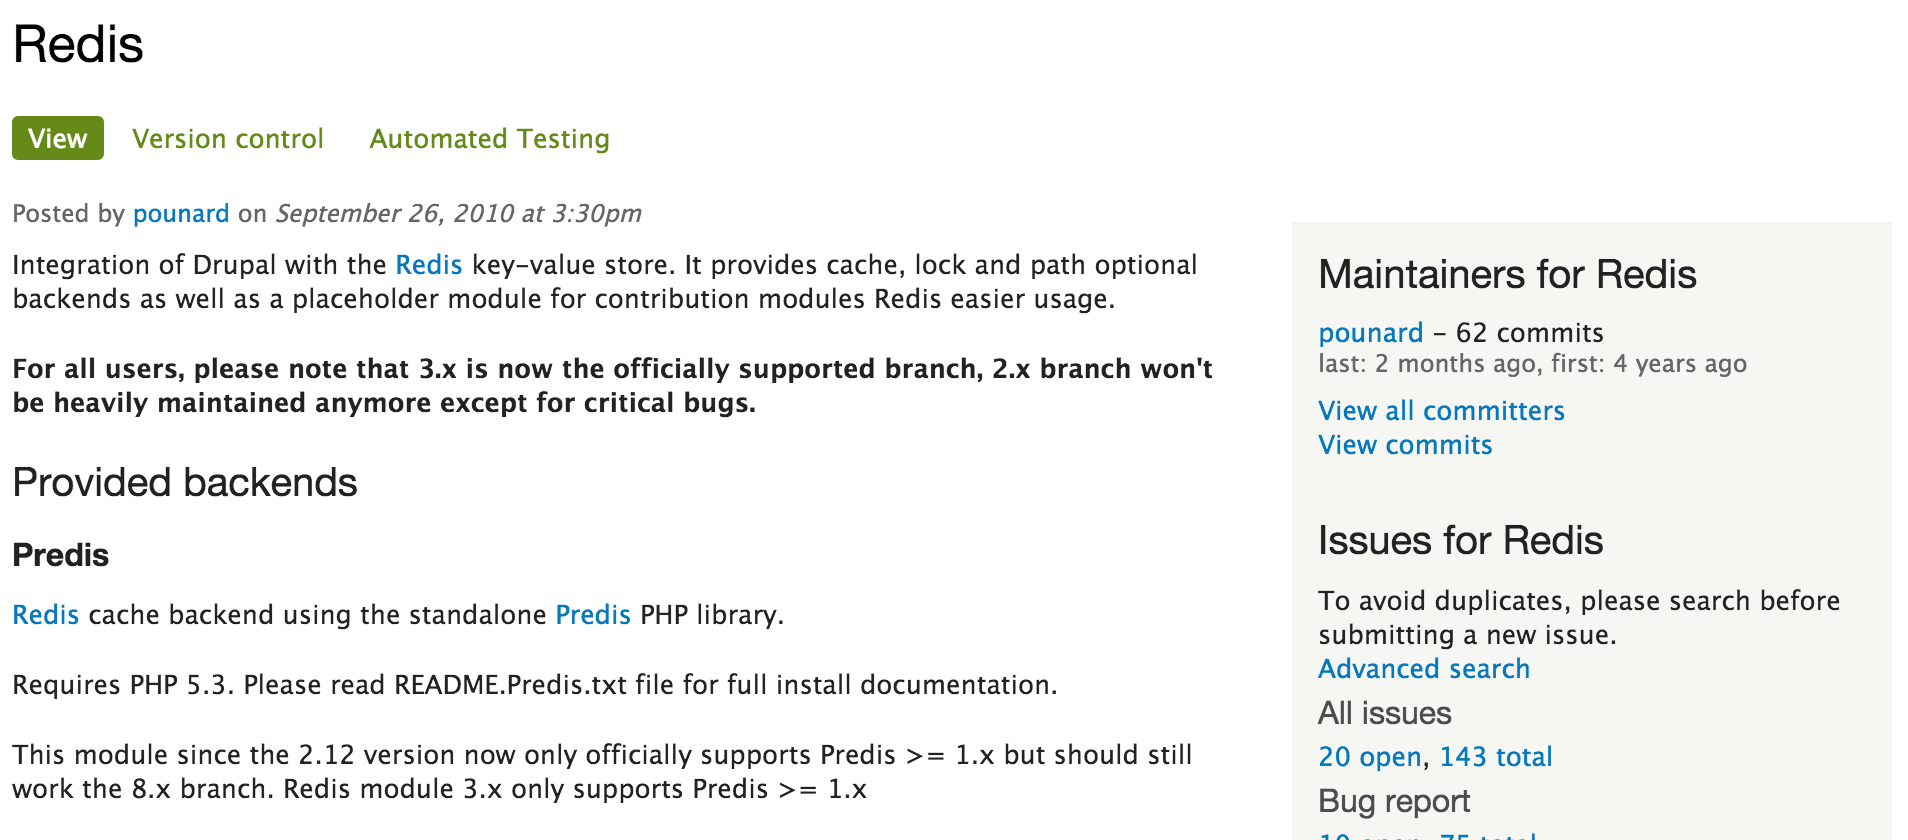 Redis
View
Version control
Automated Testing
Posted by pounard on September 26, 2010 at 3:30pm
Integration of Drupal with the Redis key-value store. It provides cache, lock and path optional
backends as well as a placeholder module for contribution modules Redis easier usage.
For all users, please note that 3.x is now the officially supported branch, 2.x branch won't
be heavily maintained anymore except for critical bugs.
Provided backends
Predis
Redis cache backend using the standalone Predis PHP library.
Requires PHP 5.3. Please read README.Predis.txt file for full install documentation.
This module since the 2.12 version now only officially supports Predis >= 1.x but should still
work the 8.x branch. Redis module 3.x only supports Predis >= 1.x
Maintainers for Redis
pounard – 62 commits
last: 2 months ago, first: 4 years ago
View all committers
View commits
Issues for Redis
To avoid duplicates, please search before
submitting a new issue.
Advanced search
All issues
20 open, 143 total
Bug report
10 open, 75 total